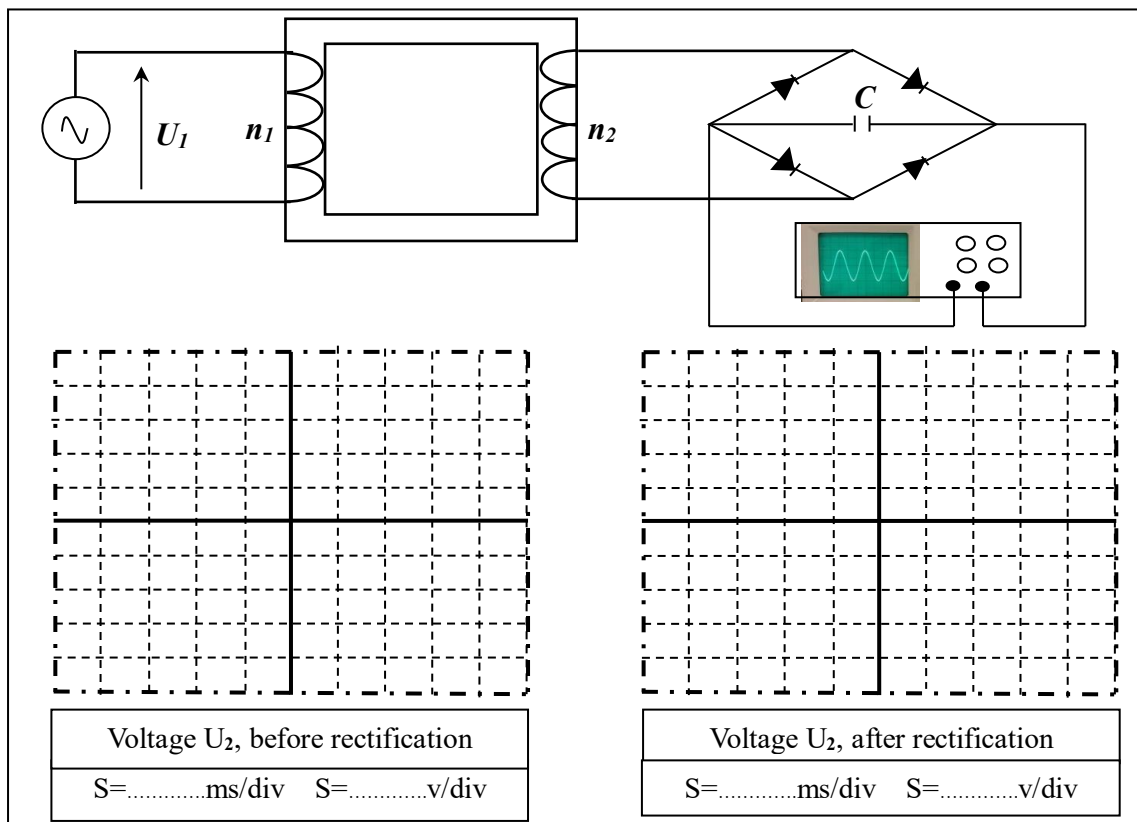 C
U1
n1
n2
Voltage U2, before rectification
S=.............ms/div S=.............v/div
Voltage U2, after rectification
S=.............ms/div S=.............v/div